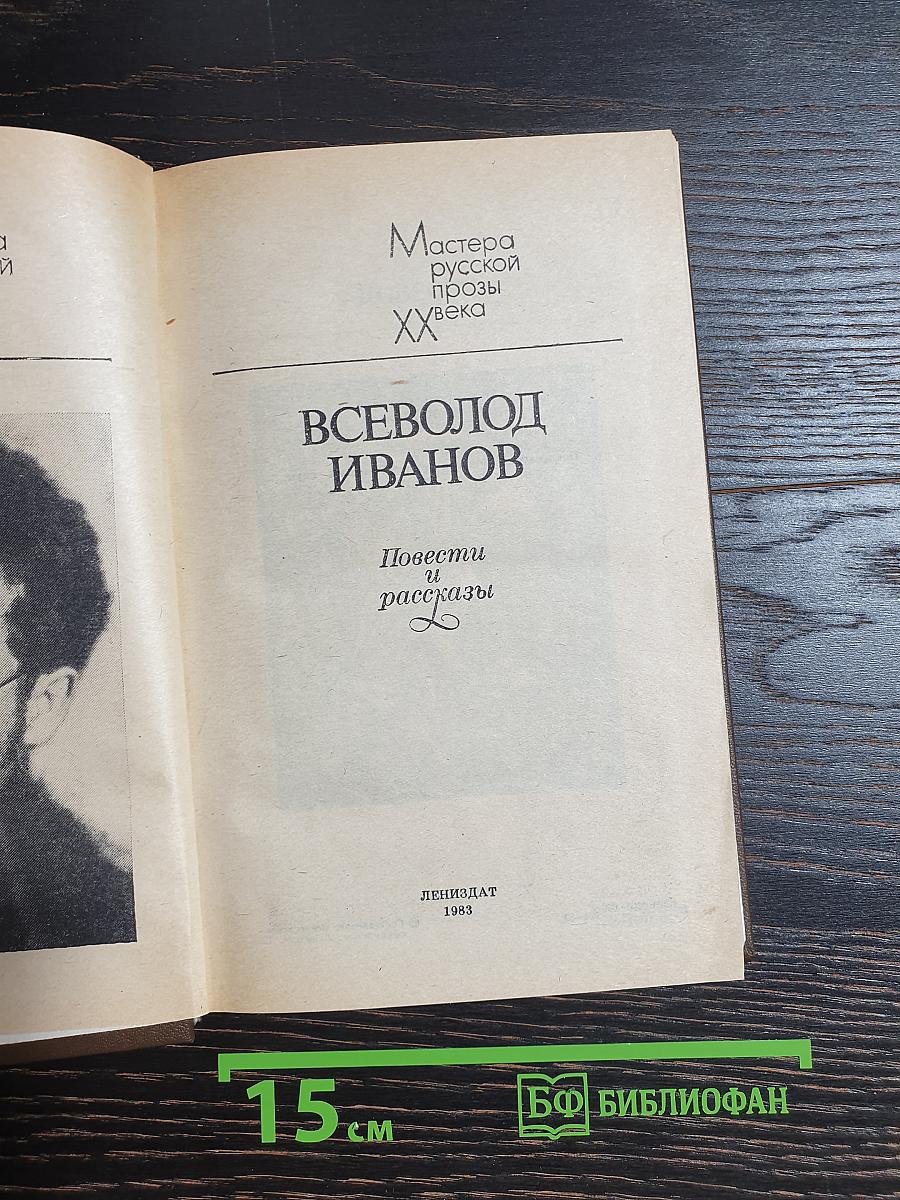 а
й
Мастера
русской
прозы
XX века
ВСЕВОЛОД
ИВАНОВ
Повести
и
рассказы
ЛЕНИЗДАТ
1983
15 см
БФ БИБЛИОФАН